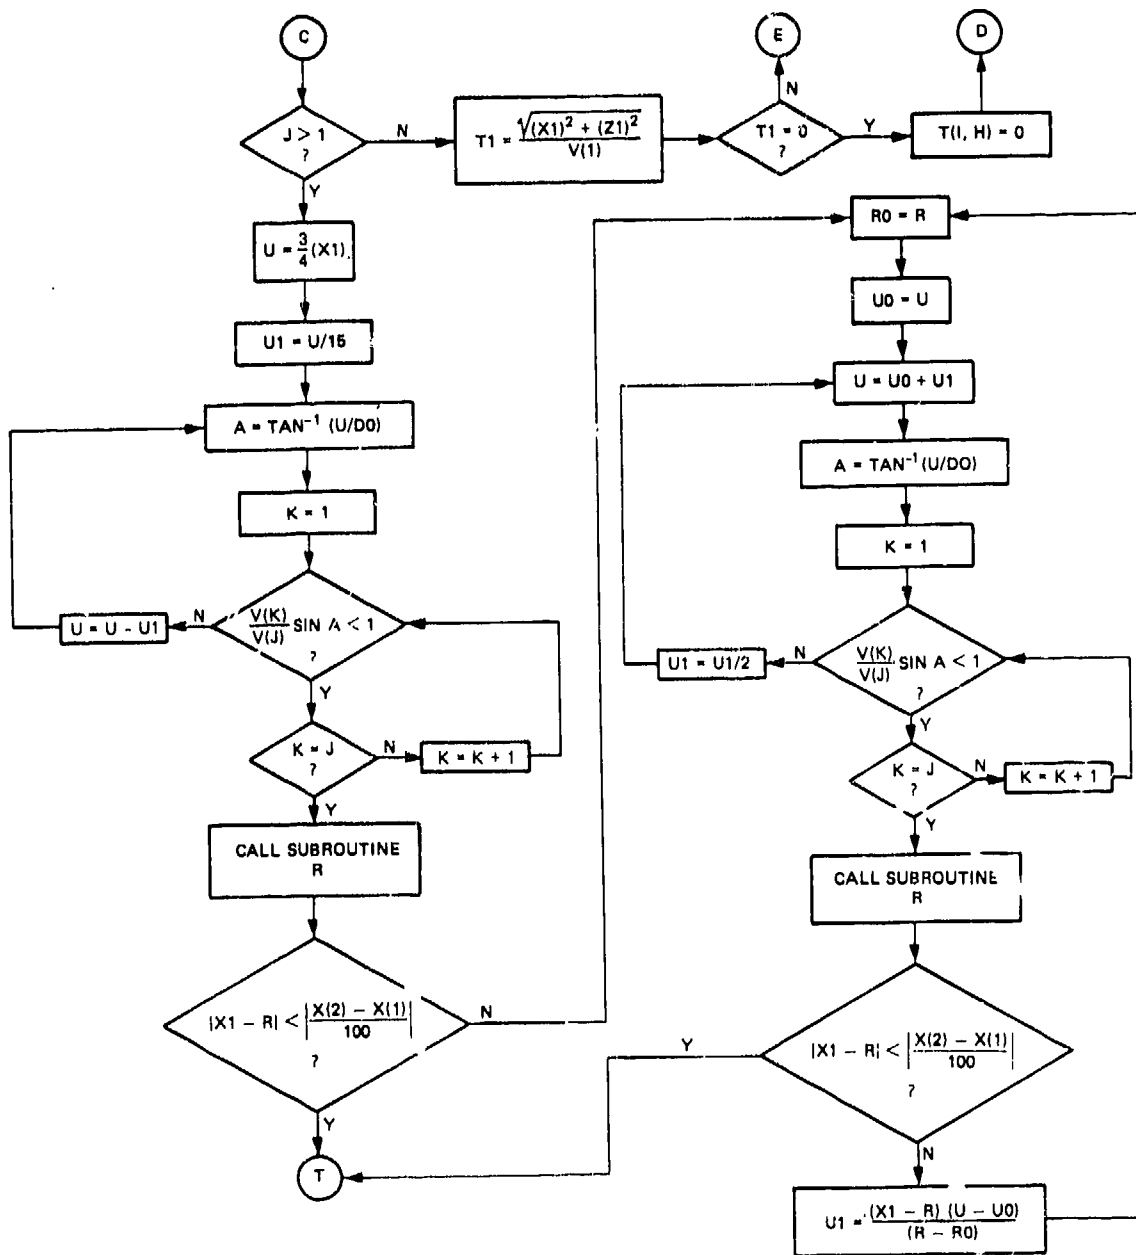 C
J > 1
?
N
Y
T1 = √((X1)² + (Z1)²) / V(1)
T1 = 0
?
N
Y
E
T(I, H) = 0
D
U = 3/4 (X1)
U1 = U/15
A = TAN⁻¹ (U/D0)
K = 1
V(K)/V(J) SIN A < 1
?
N
Y
U = U - U1
K = J
?
N
Y
K = K + 1
CALL SUBROUTINE
R
|X1 - R| < |X(2) - X(1) / 100|
?
N
Y
T
R0 = R
U0 = U
U = U0 + U1
A = TAN⁻¹ (U/DO)
K = 1
V(K)/V(J) SIN A < 1
?
N
Y
U1 = U1/2
K = J
?
N
Y
K = K + 1
CALL SUBROUTINE
R
|X1 - R| < |X(2) - X(1) / 100|
?
Y
N
U1 = (X1 - R) (U - U0) / (R - R0)